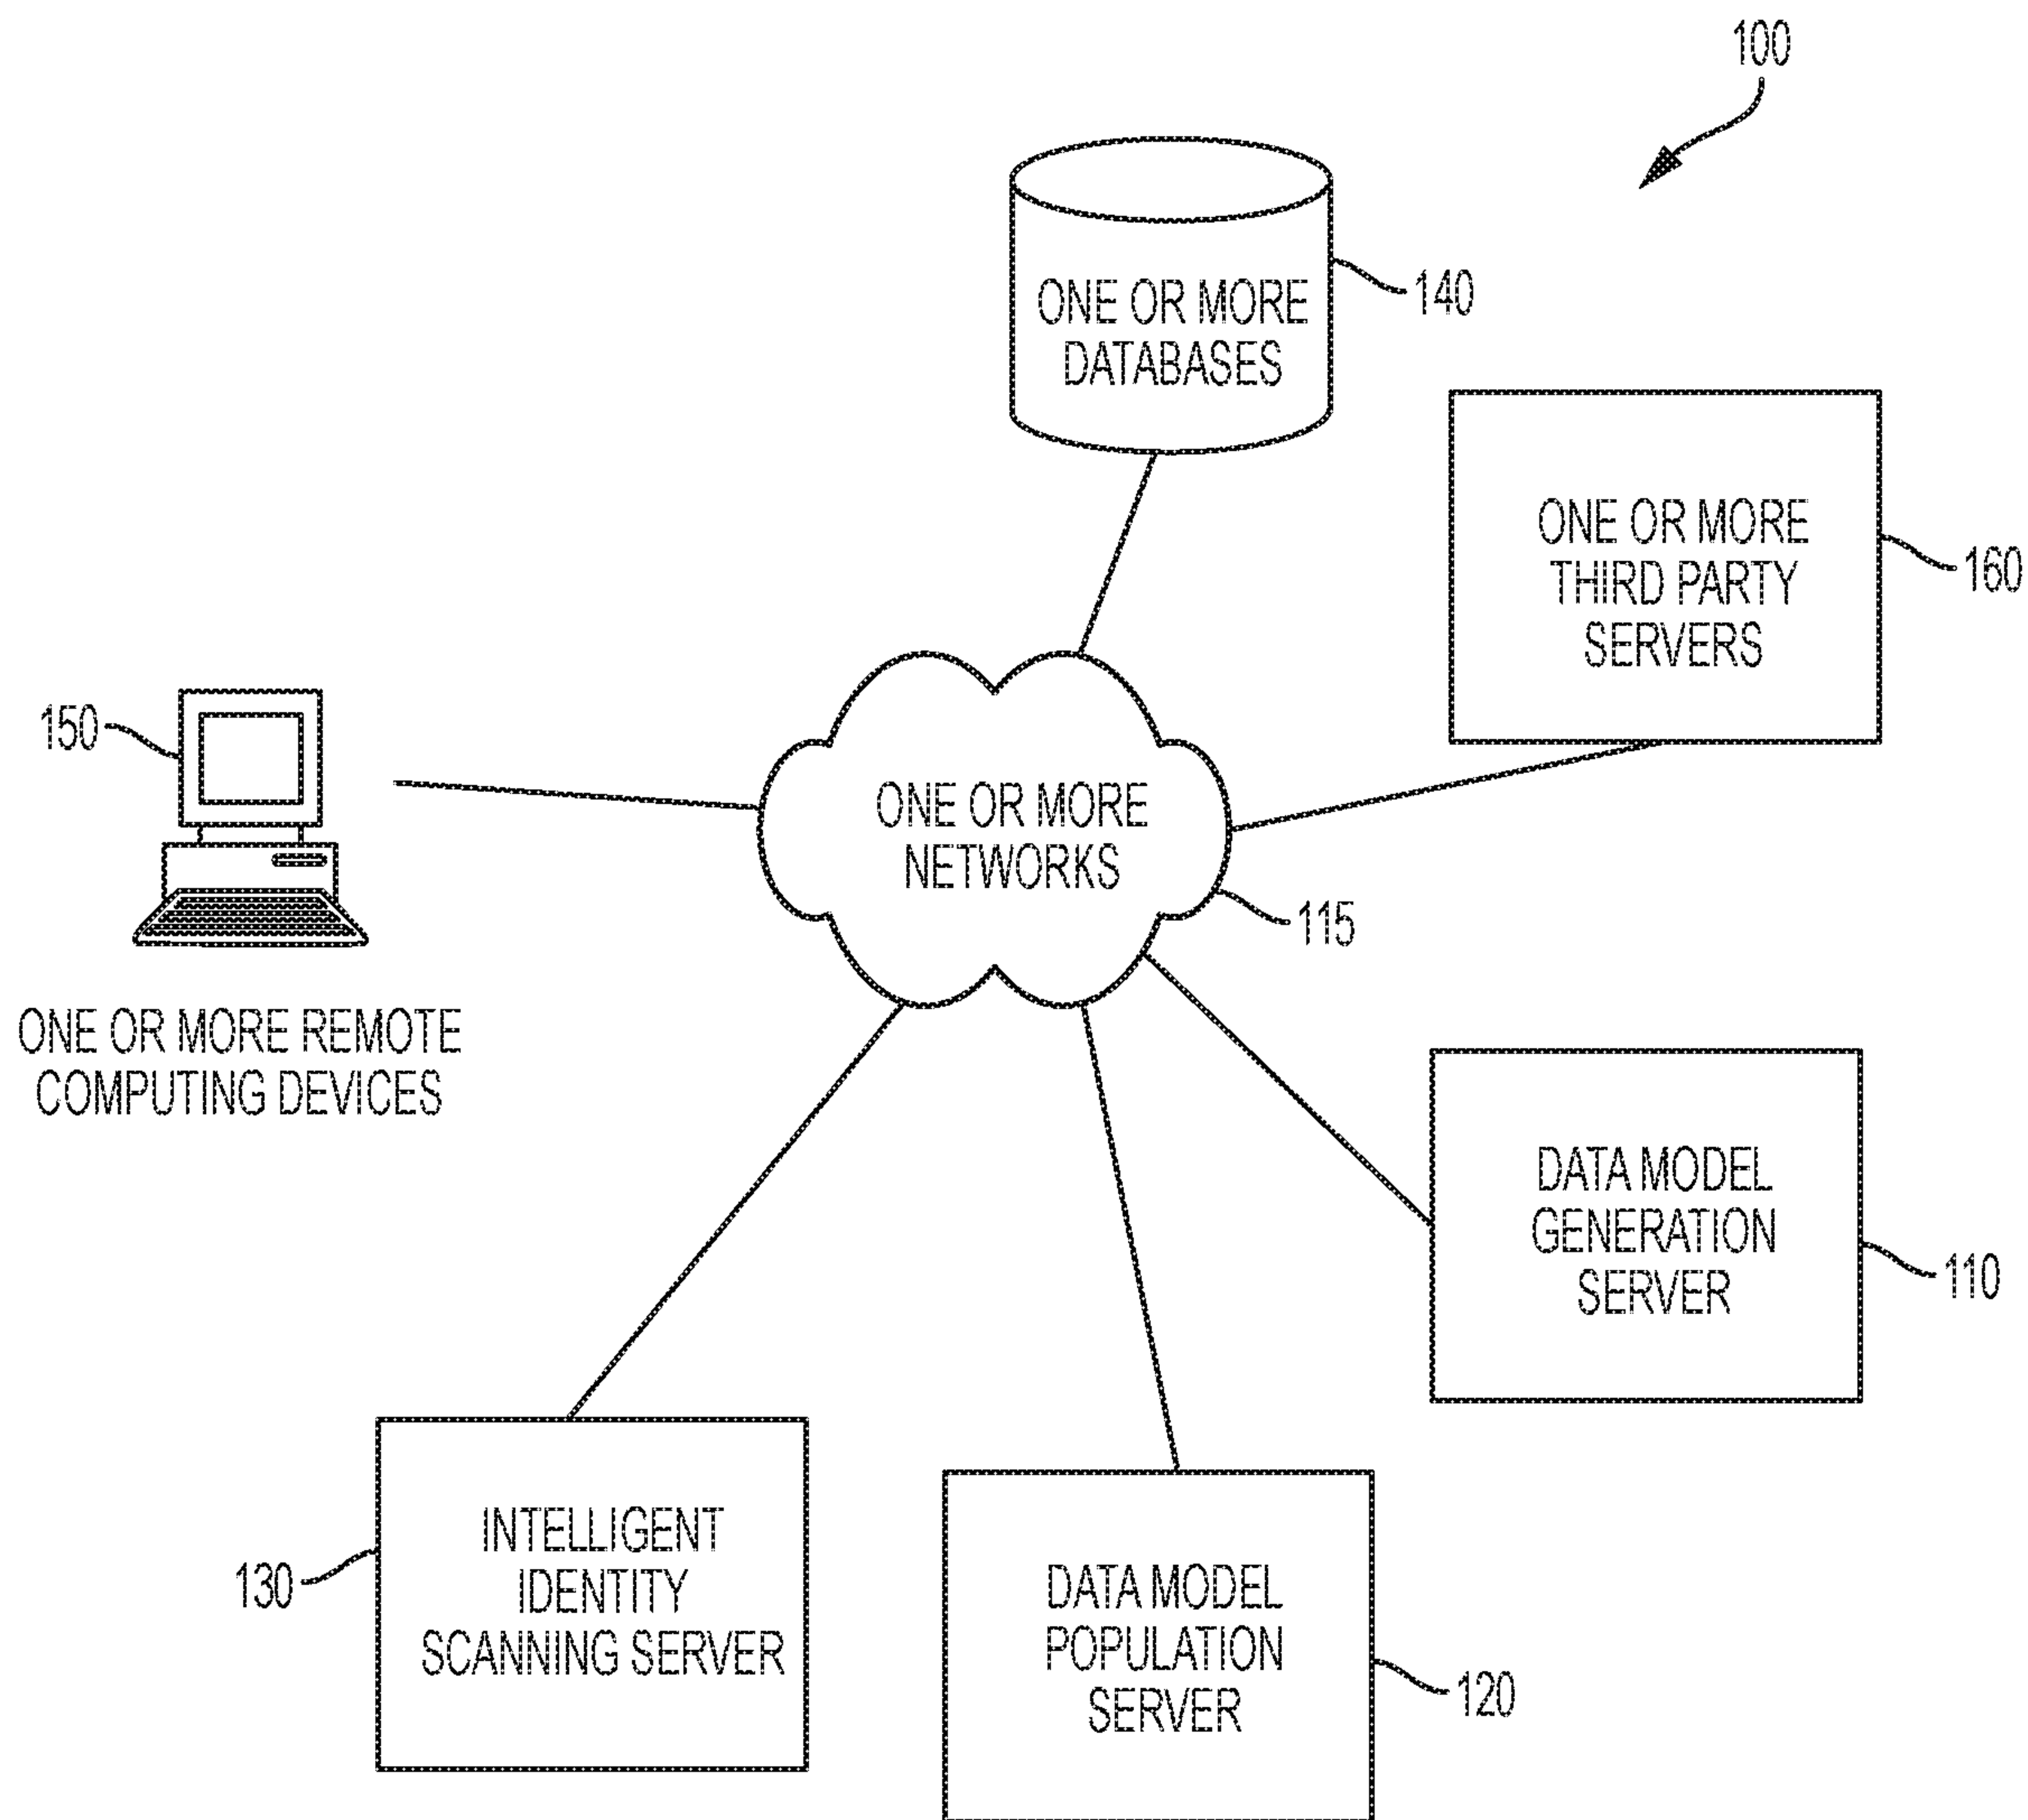 100
ONE OR MORE
DATABASES
140
ONE OR MORE
THIRD PARTY
SERVERS
160
150
ONE OR MORE
NETWORKS
115
ONE OR MORE REMOTE
COMPUTING DEVICES
DATA MODEL
GENERATION
SERVER
110
INTELLIGENT
IDENTITY
SCANNING SERVER
130
DATA MODEL
POPULATION
SERVER
120